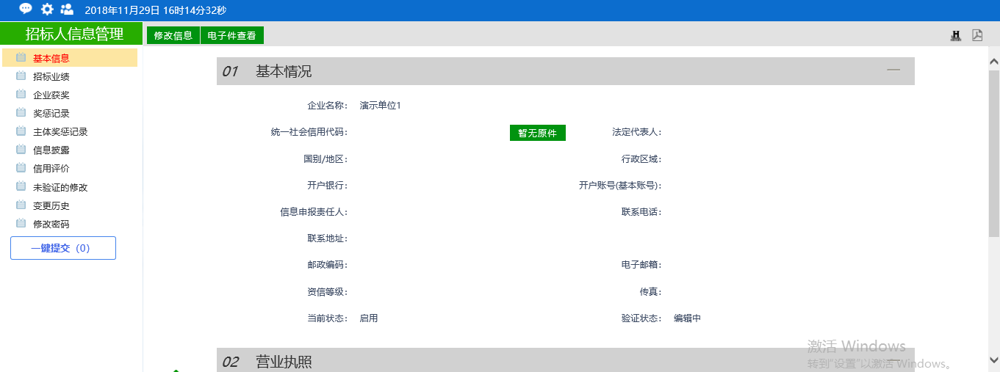 2018年11月29日 16时14分32秒
招标人信息管理
修改信息 电子件查看
基本信息
招标业绩
企业获奖
奖惩记录
主体奖惩记录
信息披露
信用评价
未验证的修改
变更历史
修改密码
一键提交（0）
01 基本情况
企业名称： 演示单位1
统一社会信用代码： 暂无原件 法定代表人：
国别/地区： 行政区域：
开户银行： 开户账号(基本账号)：
信息申报责任人： 联系电话：
联系地址：
邮政编码： 电子邮箱：
资信等级： 传真：
当前状态： 启用 验证状态： 编辑中
02 营业执照
激活 Windows
转到“设置”以激活 Windows。